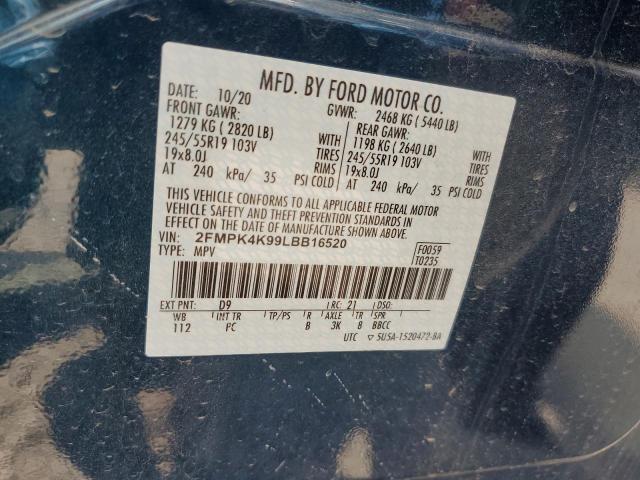 MFD. BY FORD MOTOR CO.
DATE: 10/20 GVWR: 2468 KG ( 5440 LB)
FRONT GAWR: REAR GAWR:
1279 KG ( 2820 LB) WITH 1198 KG ( 2640 LB) WITH
245/55R19 103V TIRES 245/55R19 103V TIRES
19x8.0J RIMS 19x8.0J RIMS
AT 240 kPa/ 35 PSI COLD AT 240 kPa/ 35 PSI COLD
THIS VEHICLE CONFORMS TO ALL APPLICABLE FEDERAL MOTOR
VEHICLE SAFETY AND THEFT PREVENTION STANDARDS IN
EFFECT ON THE DATE OF MANUFACTURE SHOWN ABOVE.
VIN: 2FMPK4K99LBB16520 F0059
TYPE: MPV T0235
EXT PNT: D9 RC: 21 DSO:
WB INT TR TP/PS R AXLE TR SPR
112 PC B 3K 8 BBCC
UTC ▽ 5U5A-1520472-BA